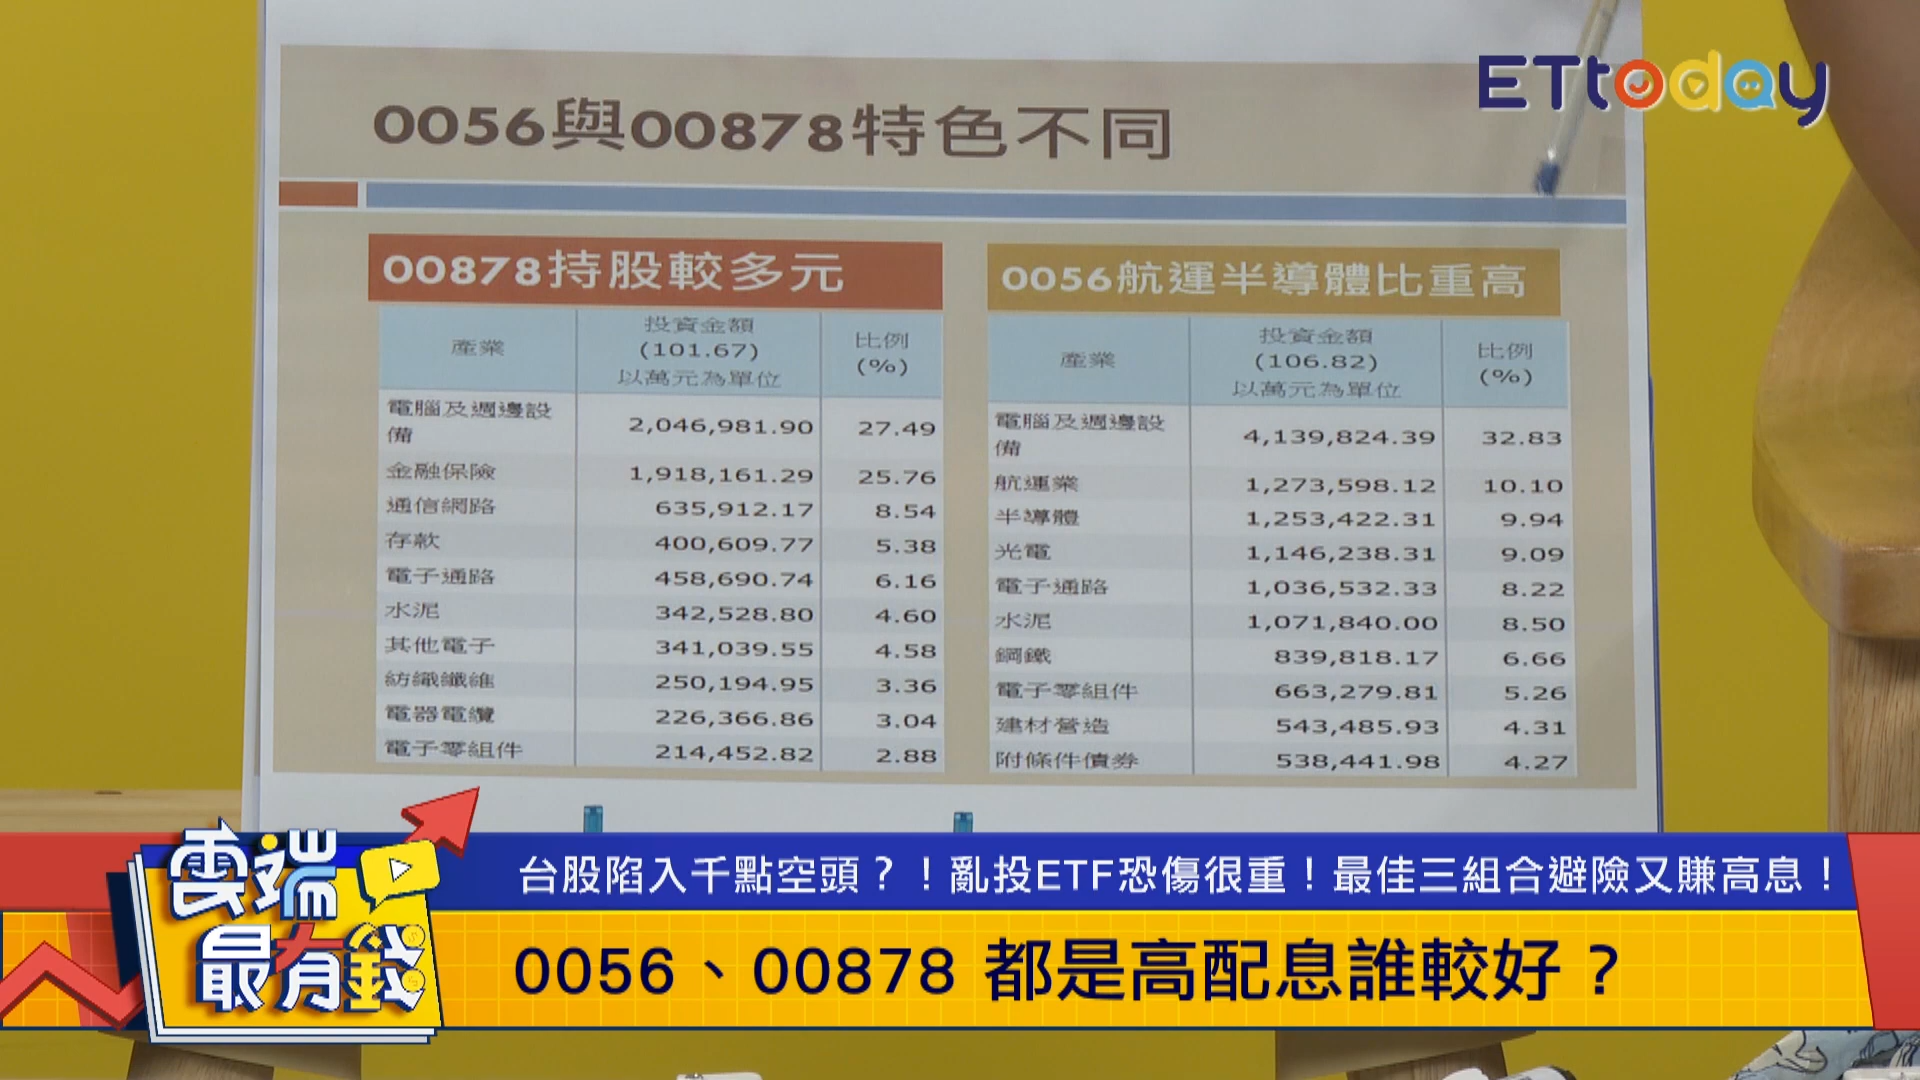 ETtoday
0056與00878特色不同
00878持股較多元
產業 投資金額 (101.67) 以萬元為單位 比例 (%)
電腦及週邊設備 2,046,981.90 27.49
金融保險 1,918,161.29 25.76
通信網路 635,912.17 8.54
存款 400,609.77 5.38
電子通路 458,690.74 6.16
水泥 342,528.80 4.60
其他電子 341,039.55 4.58
紡織纖維 250,194.95 3.36
電器電纜 226,366.86 3.04
電子零組件 214,452.82 2.88
0056航運半導體比重高
產業 投資金額 (106.82) 以萬元為單位 比例 (%)
電腦及週邊設備 4,139,824.39 32.83
航運業 1,273,598.12 10.10
半導體 1,253,422.31 9.94
光電 1,146,238.31 9.09
電子通路 1,036,532.33 8.22
水泥 1,071,840.00 8.50
鋼鐵 839,818.17 6.66
電子零組件 663,279.81 5.26
建材營造 543,485.93 4.31
附條件債券 538,441.98 4.27
雲端
最有錢
台股陷入千點空頭？！亂投ETF恐傷很重！最佳三組合避險又賺高息！
0056、00878 都是高配息誰較好？